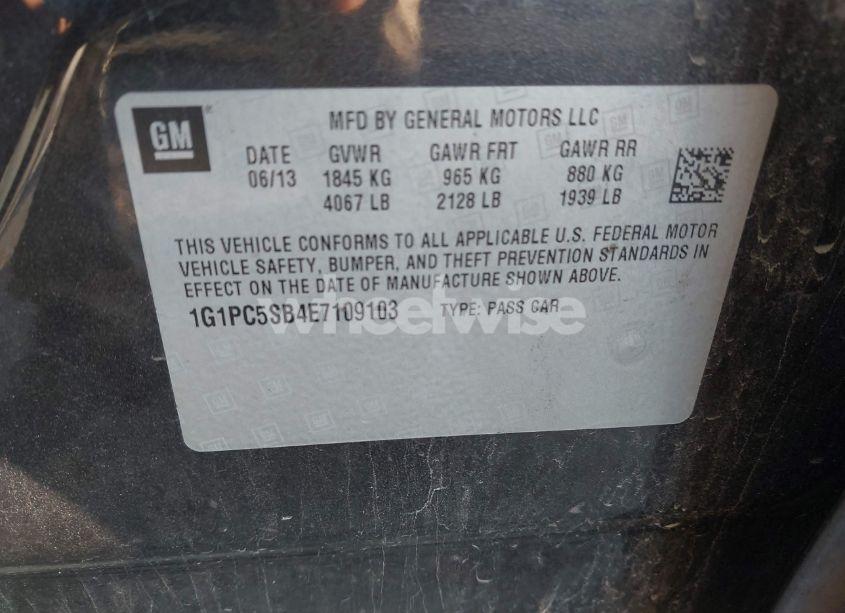 GM
MFD BY GENERAL MOTORS LLC
DATE GVWR GAWR FRT GAWR RR
06/13 1845 KG 965 KG 880 KG
4067 LB 2128 LB 1939 LB
THIS VEHICLE CONFORMS TO ALL APPLICABLE U.S. FEDERAL MOTOR
VEHICLE SAFETY, BUMPER, AND THEFT PREVENTION STANDARDS IN
EFFECT ON THE DATE OF MANUFACTURE SHOWN ABOVE.
wheelwise
1G1PC5SB4E7109103 TYPE: PASS CAR